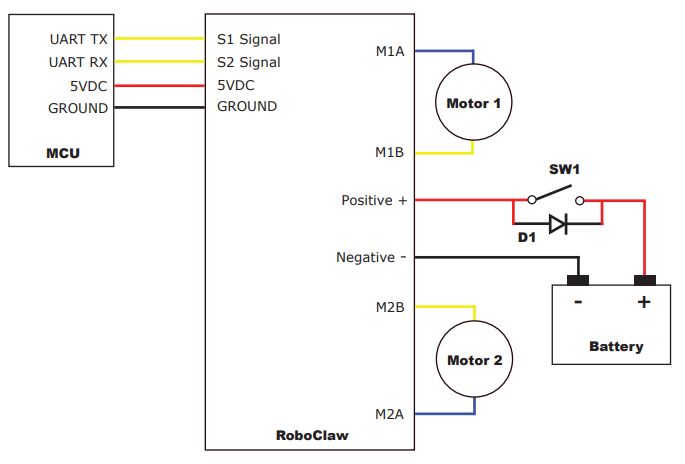 UART TX
UART RX
5VDC
GROUND
MCU
S1 Signal
S2 Signal
5VDC
GROUND
M1A
M1B
Positive +
Negative -
M2B
M2A
RoboClaw
Motor 1
SW1
D1
- +
Battery
Motor 2